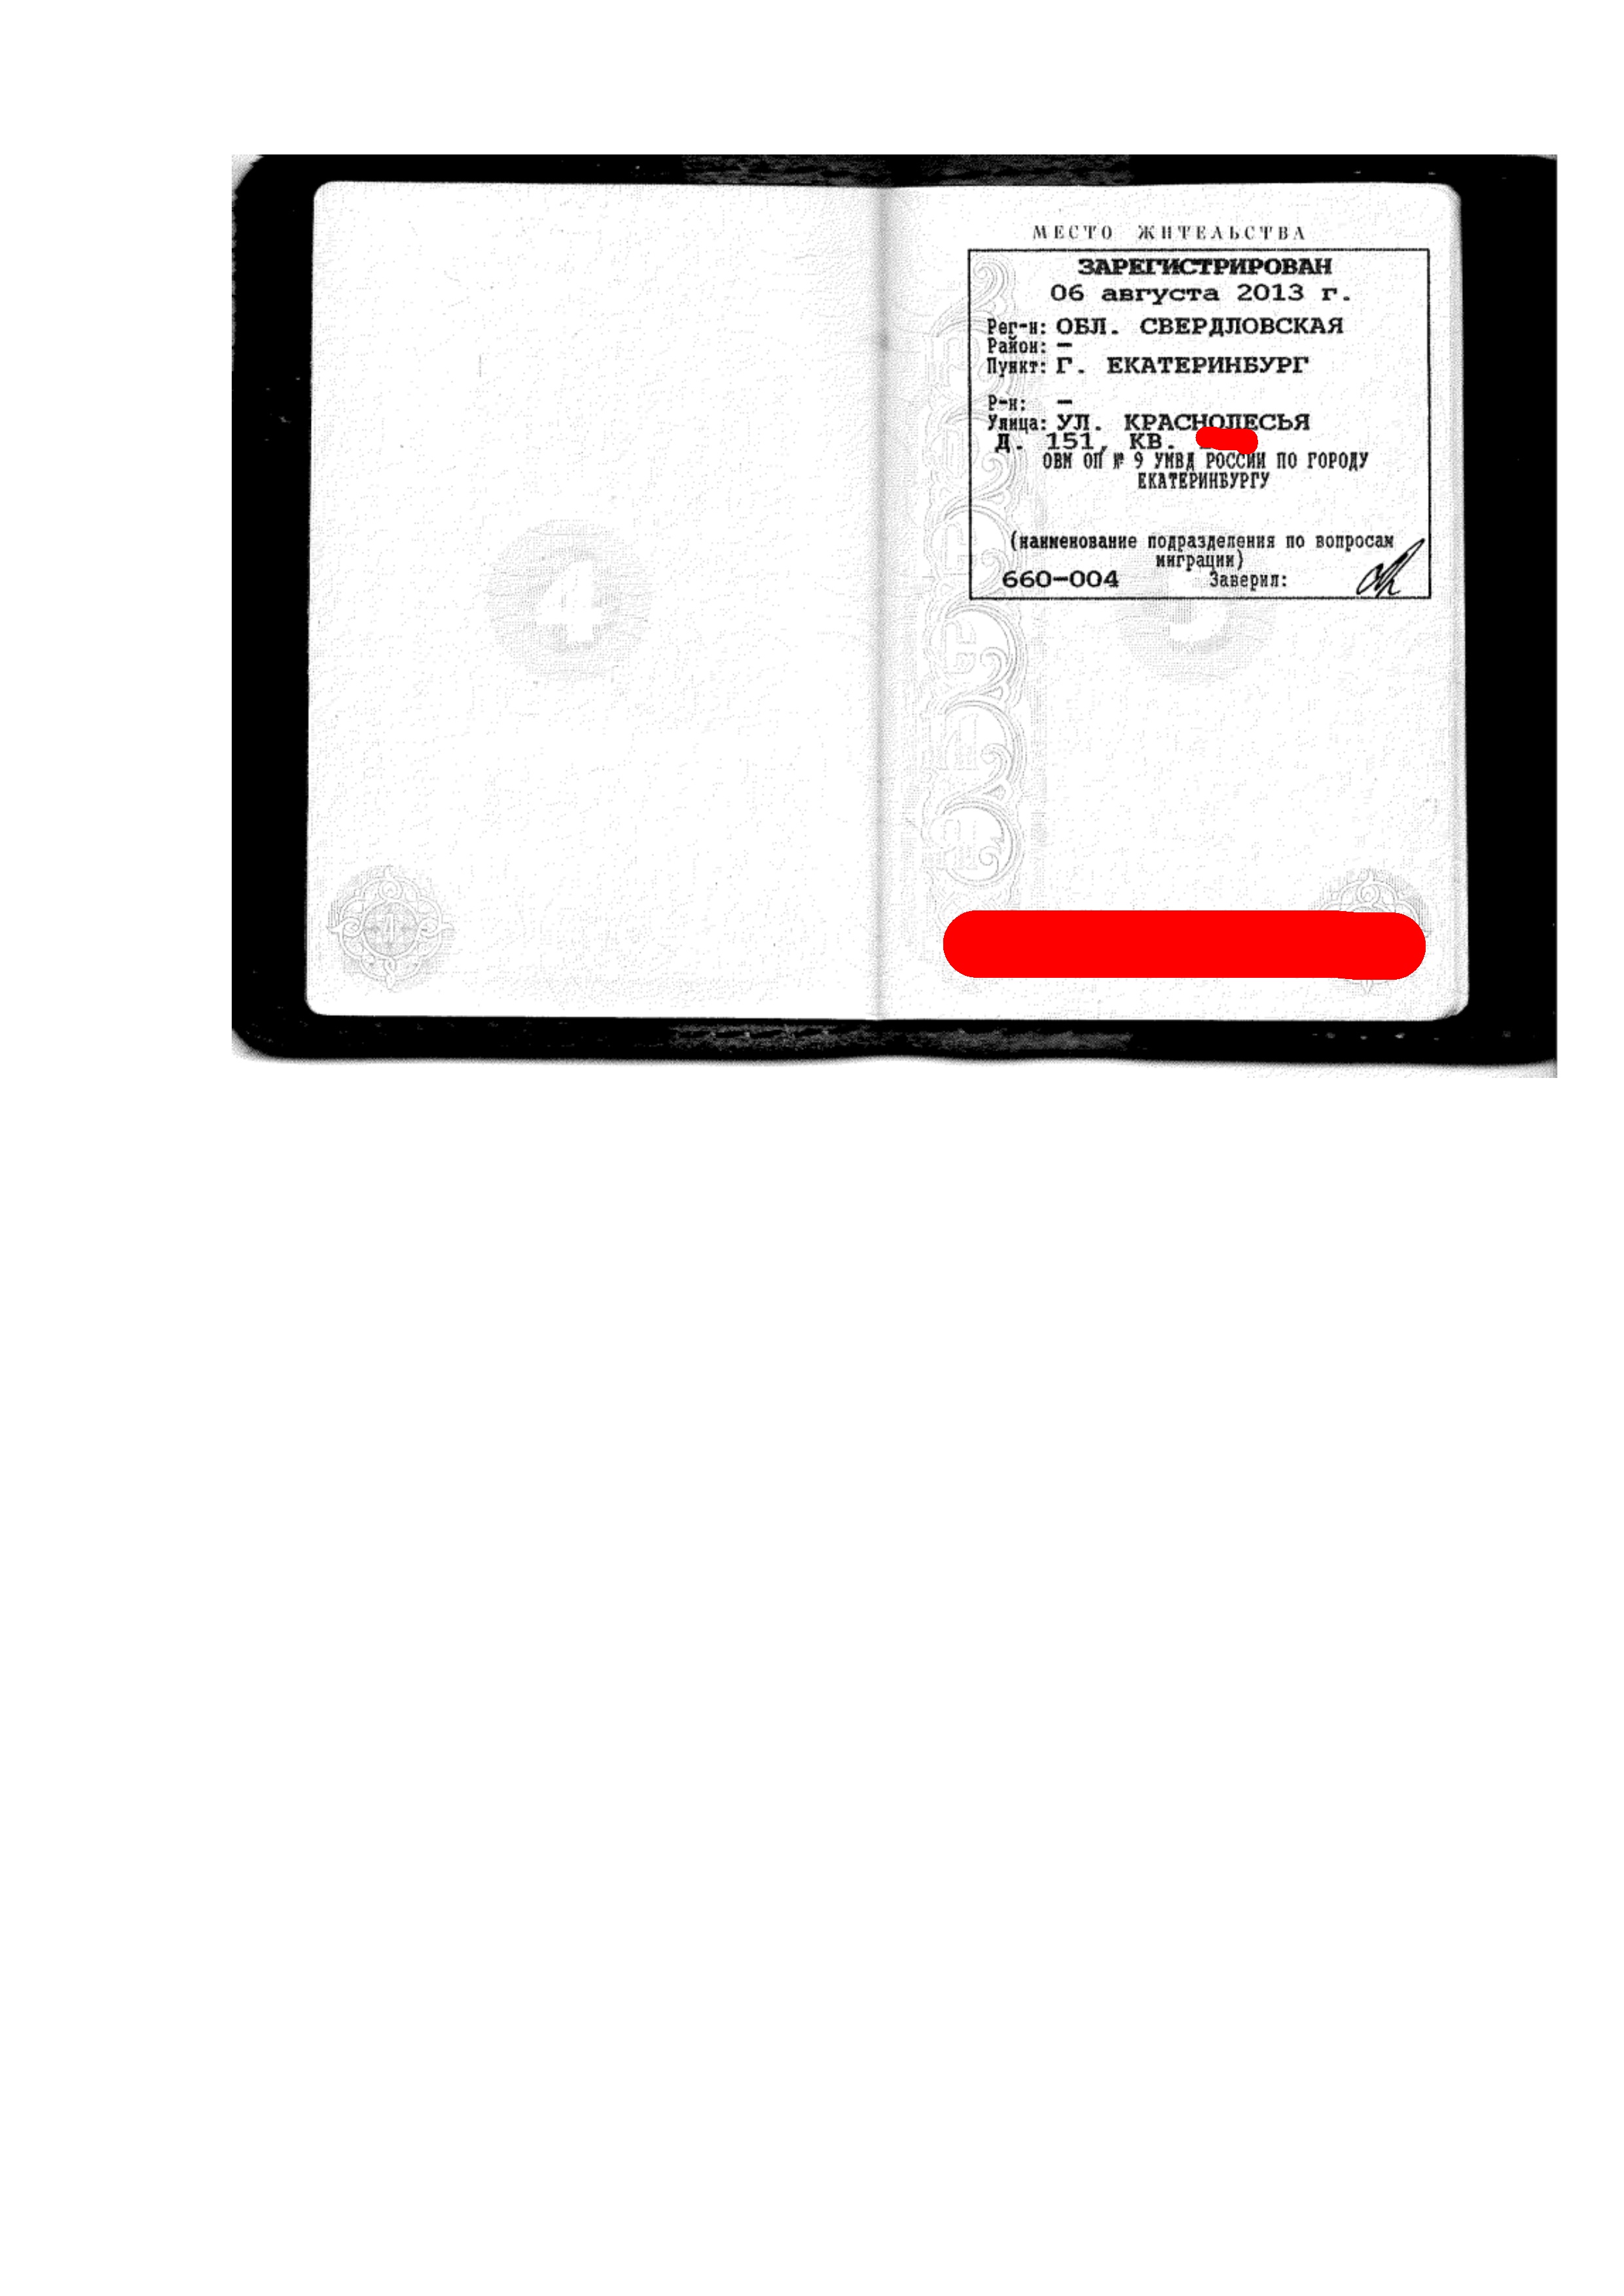 МЕСТО ЖИТЕЛЬСТВА
ЗАРЕГИСТРИРОВАН
06 августа 2013 г.
Рег-н: ОБЛ. СВЕРДЛОВСКАЯ
Район: –
Пункт: Г. ЕКАТЕРИНБУРГ
Р-н: –
Улица: УЛ. КРАСНОЛЕСЬЯ
Д. 151, КВ.
ОВМ ОП № 9 УМВД РОССИИ ПО ГОРОДУ
ЕКАТЕРИНБУРГУ
(наименование подразделения по вопросам
миграции)
660-004 Заверил:
4
5
4